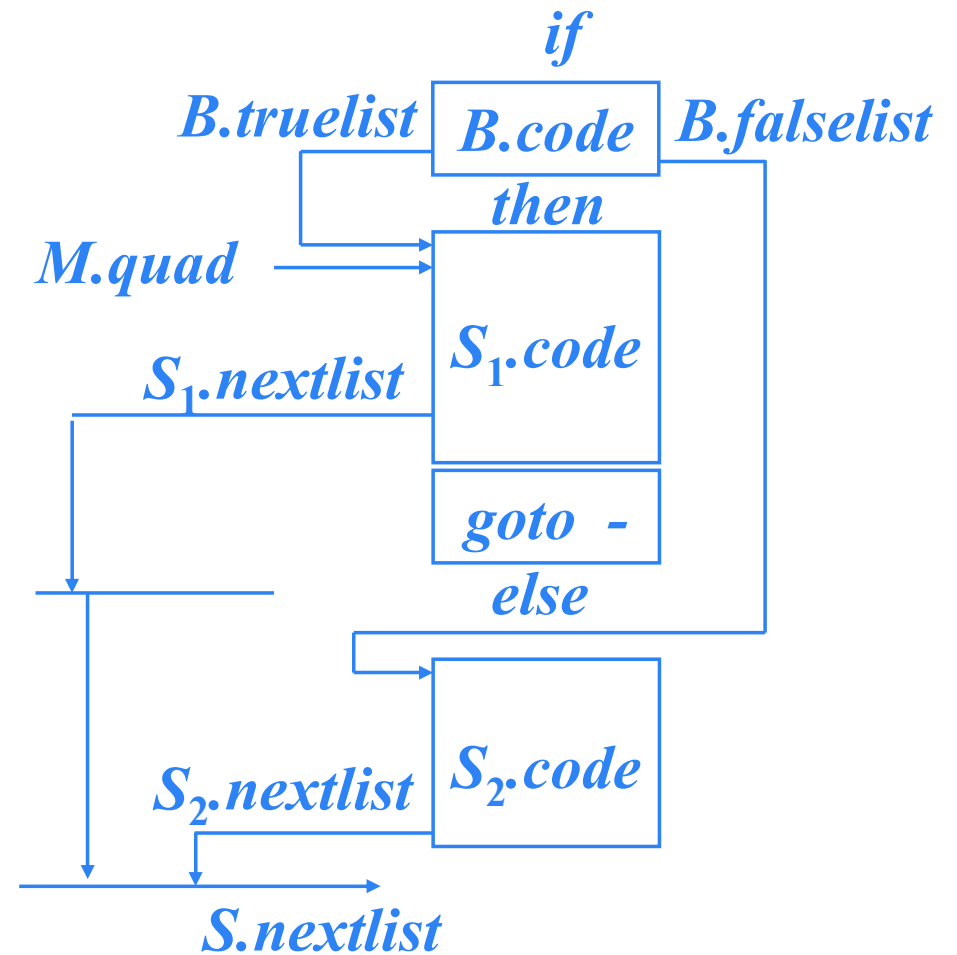 if
B.truelist
B.code
B.falselist
then
M.quad
S₁.code
S₁.nextlist
goto -
else
S₂.code
S₂.nextlist
S.nextlist